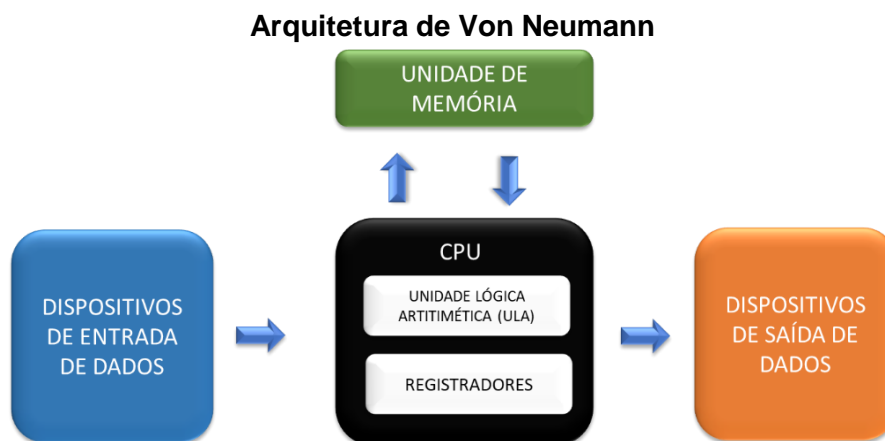 Arquitetura de Von Neumann
UNIDADE DE
MEMÓRIA
CPU
UNIDADE LÓGICA
ARTITIMÉTICA (ULA)
REGISTRADORES
DISPOSITIVOS
DE ENTRADA
DE DADOS
DISPOSITIVOS
DE SAÍDA DE
DADOS